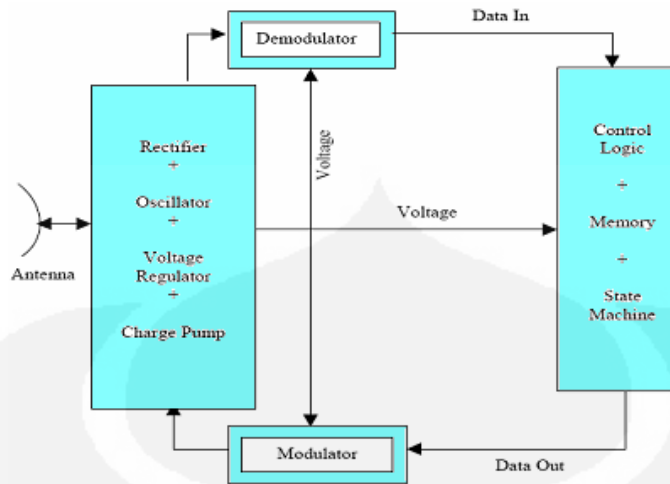 Data In
Demodulator
Rectifier
+
Oscillator
+
Voltage
Regulator
+
Charge Pump
Voltage
Voltage
Control
Logic
+
Memory
+
State
Machine
Antenna
Modulator
Data Out